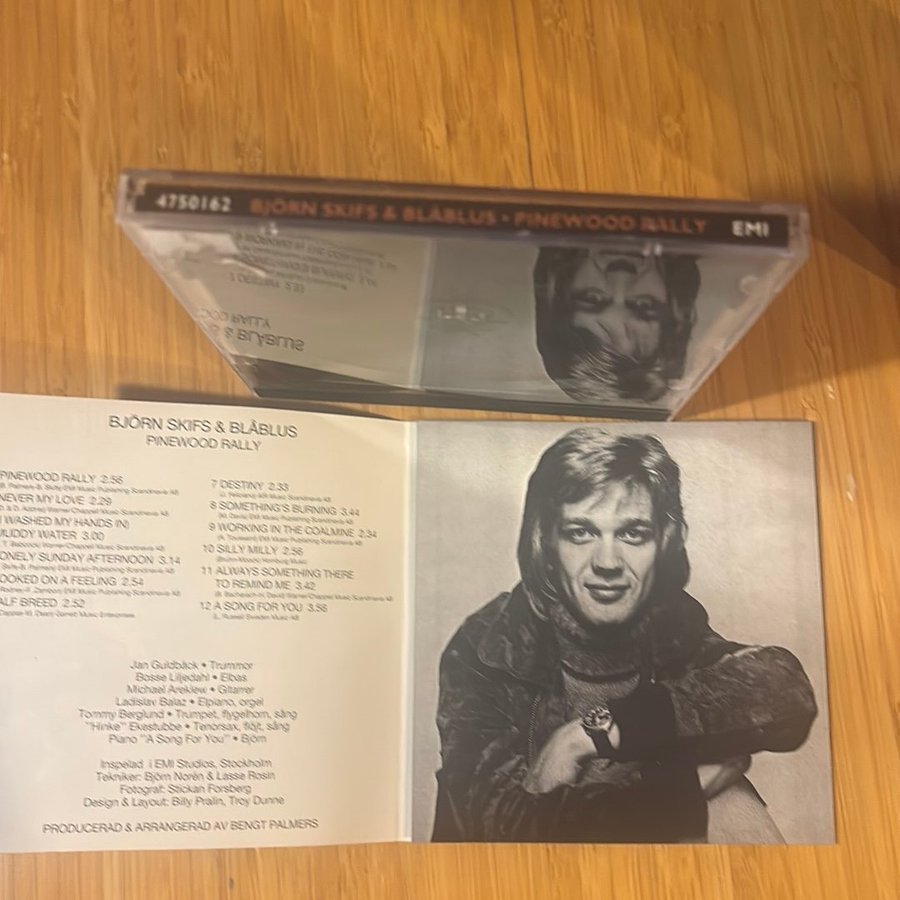 4750162 BJÖRN SKIFS & BLÅBLUS • PINEWOOD RALLY EMI
BJÖRN SKIFS & BLÅBLUS
PINEWOOD RALLY
PINEWOOD RALLY 2.56
NEVER MY LOVE 2.29
I WASHED MY HANDS IN)
MUDDY WATER 3.00
ONELY SUNDAY AFTERNOON 3.14
OOKED ON A FEELING 2.54
ALF BREED 2.52
7 DESTINY 2.33
8 SOMETHING'S BURNING 3.44
9 WORKING IN THE COALMINE 2.34
10 SILLY MILLY 2.56
11 ALWAYS SOMETHING THERE
TO REMIND ME 3.42
12 A SONG FOR YOU 3.56
Jan Guldbäck • Trummor
Bosse Liljedahl • Elbas
Michael Areklew • Gitarrer
Ladislav Balaz • Elpiano, orgel
Tommy Berglund • Trumpet, flygelhorn, sång
"Hinke" Ekestubbe • Tenorsax, flöjt, sång
Piano "A Song For You" • Björn
Inspelad i EMI Studios, Stockholm
Tekniker: Björn Norén & Lasse Rosin
Fotograf: Stickan Forsberg
Design & Layout: Billy Pralin, Troy Dunne
PRODUCERAD & ARRANGERAD AV BENGT PALMERS